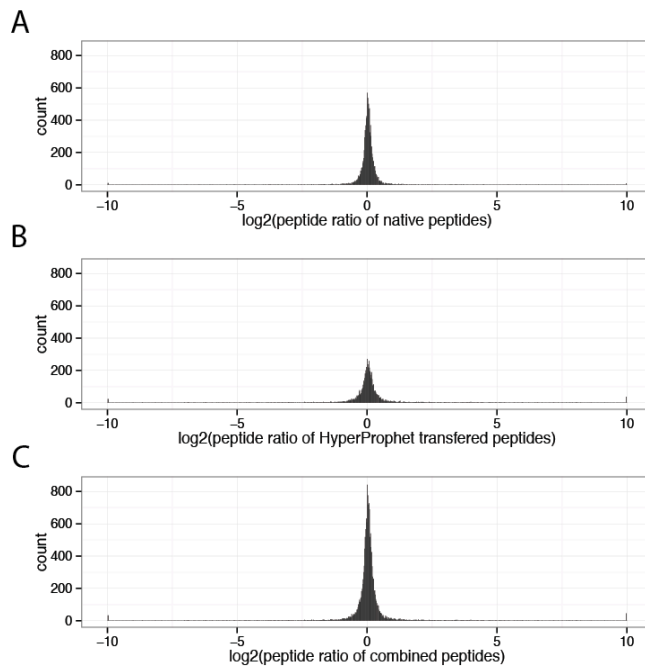 A
800
600
400
200
0
count
-10 -5 0 5 10
log2(peptide ratio of native peptides)
B
800
600
400
200
0
count
-10 -5 0 5 10
log2(peptide ratio of HyperProphet transfered peptides)
C
800
600
400
200
0
count
-10 -5 0 5 10
log2(peptide ratio of combined peptides)